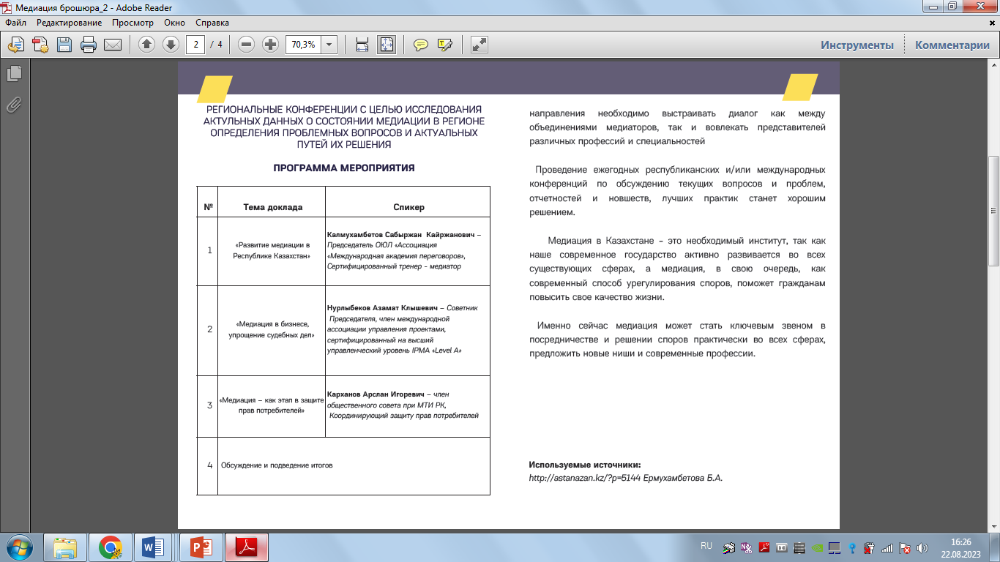 Медиация брошюра_2 - Adobe Reader
Файл Редактирование Просмотр Окно Справка
2 / 4 70,3% Инструменты Комментарии
РЕГИОНАЛЬНЫЕ КОНФЕРЕНЦИИ С ЦЕЛЬЮ ИССЛЕДОВАНИЯ
АКТУЛЬНЫХ ДАННЫХ О СОСТОЯНИИ МЕДИАЦИИ В РЕГИОНЕ
ОПРЕДЕЛЕНИЯ ПРОБЛЕМНЫХ ВОПРОСОВ И АКТУАЛЬНЫХ
ПУТЕЙ ИХ РЕШЕНИЯ
ПРОГРАММА МЕРОПРИЯТИЯ
№ Тема доклада Спикер
1
«Развитие медиации в
Республике Казахстан»
Калмухамбетов Сабыржан Кайржанович –
Председатель ОЮЛ «Ассоциация
«Международная академия переговоров»,
Сертифицированный тренер - медиатор
2
«Медиация в бизнесе,
упрощение судебных дел»
Нурлыбеков Азамат Клышевич – Советник
Председателя, член международной
ассоциации управления проектами,
сертифицированный на высший
управленческий уровень IPMA «Level A»
3
«Медиация – как этап в защите
прав потребителей»
Карханов Арслан Игоревич – член
общественного совета при МТИ РК,
Координирующий защиту прав потребителей
4 Обсуждение и подведение итогов
направления необходимо выстраивать диалог как между
объединениями медиаторов, так и вовлекать представителей
различных профессий и специальностей
Проведение ежегодных республиканских и/или международных
конференций по обсуждению текущих вопросов и проблем,
отчетностей и новшеств, лучших практик станет хорошим
решением.
Медиация в Казахстане - это необходимый институт, так как
наше современное государство активно развивается во всех
существующих сферах, а медиация, в свою очередь, как
современный способ урегулирования споров, поможет гражданам
повысить свое качество жизни.
Именно сейчас медиация может стать ключевым звеном в
посредничестве и решении споров практически во всех сферах,
предложить новые ниши и современные профессии.
Используемые источники:
http://astanazan.kz/?p=5144 Ермухамбетова Б.А.
RU
16:26
22.08.2023